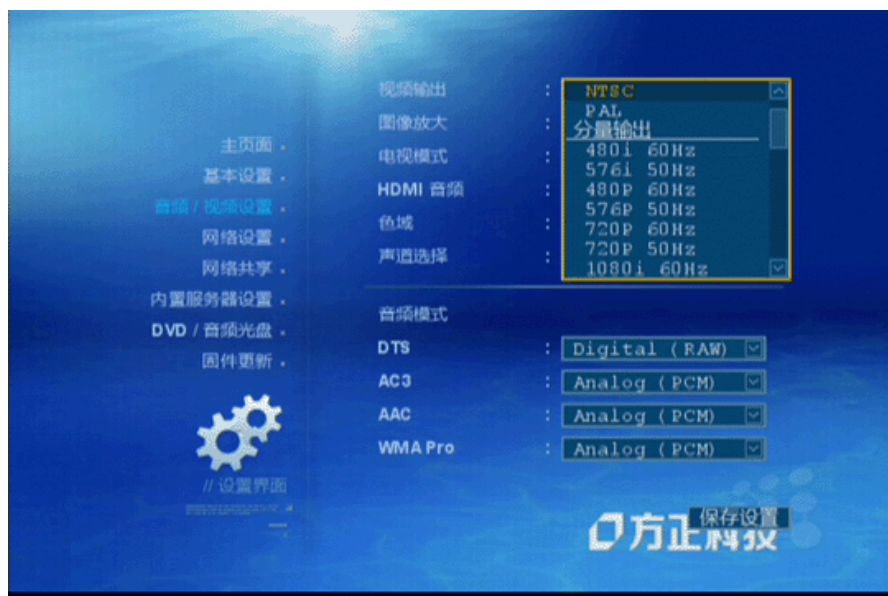 主页面
基本设置
音频 / 视频设置
网络设置
网络共享
内置服务器设置
DVD / 音频光盘
固件更新
// 设置界面
视频输出 :
图像放大 :
电视模式 :
HDMI 音频 :
色域 :
声道选择 :
NTSC
PAL
分量输出
480i 60Hz
576i 50Hz
480P 60Hz
576P 50Hz
720P 60Hz
720P 50Hz
1080i 60Hz
音频模式
DTS : Digital (RAW)
AC3 : Analog (PCM)
AAC : Analog (PCM)
WMA Pro : Analog (PCM)
保存设置
方正科技